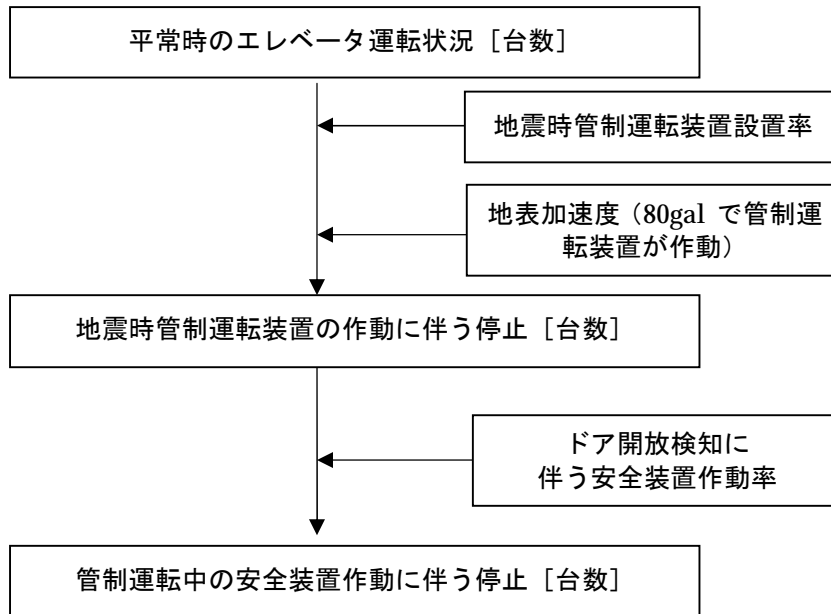 平常時のエレベータ運転状況［台数］
地震時管制運転装置設置率
地表加速度（80gal で管制運
転装置が作動）
地震時管制運転装置の作動に伴う停止［台数］
ドア開放検知に
伴う安全装置作動率
管制運転中の安全装置作動に伴う停止［台数］